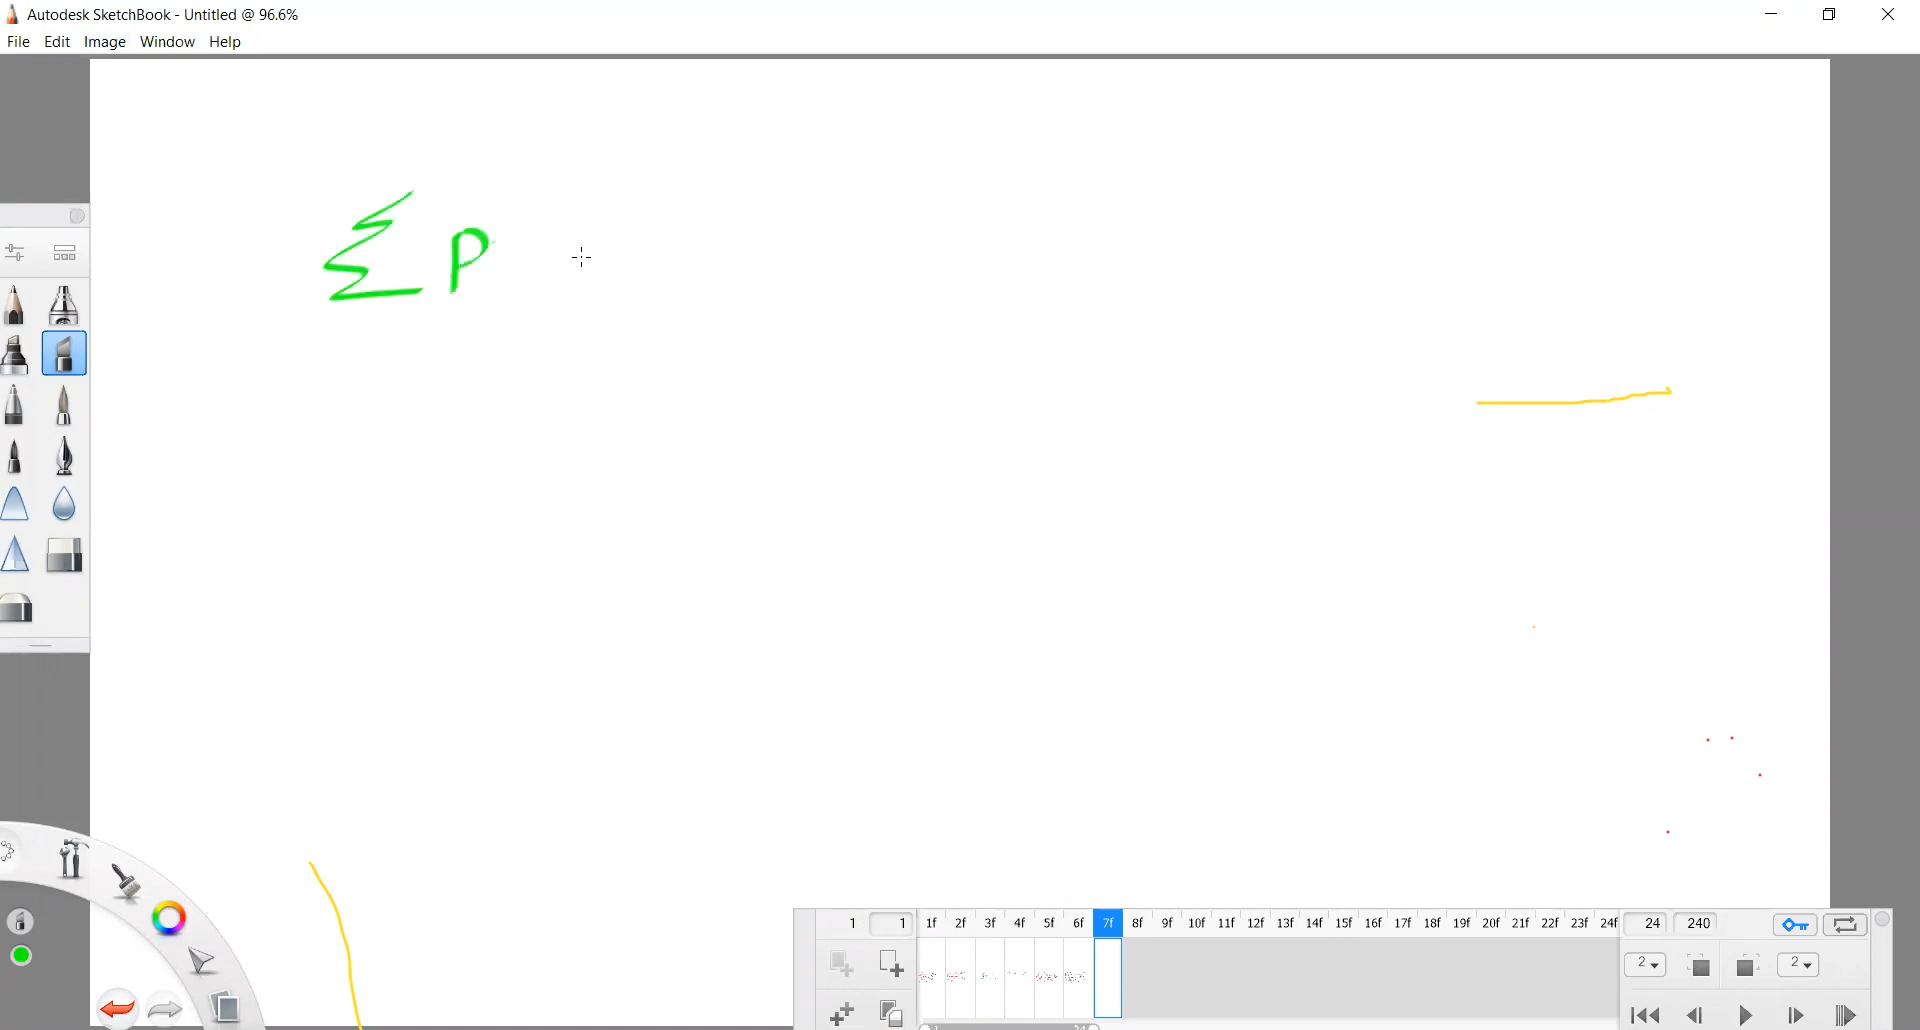 Autodesk SketchBook - Untitled @ 96.6%
File Edit Image Window Help
Σ P
1 1 1f 2f 3f 4f 5f 6f 7f 8f 9f 10f 11f 12f 13f 14f 15f 16f 17f 18f 19f 20f 21f 22f 23f 24f 24 240
2 2